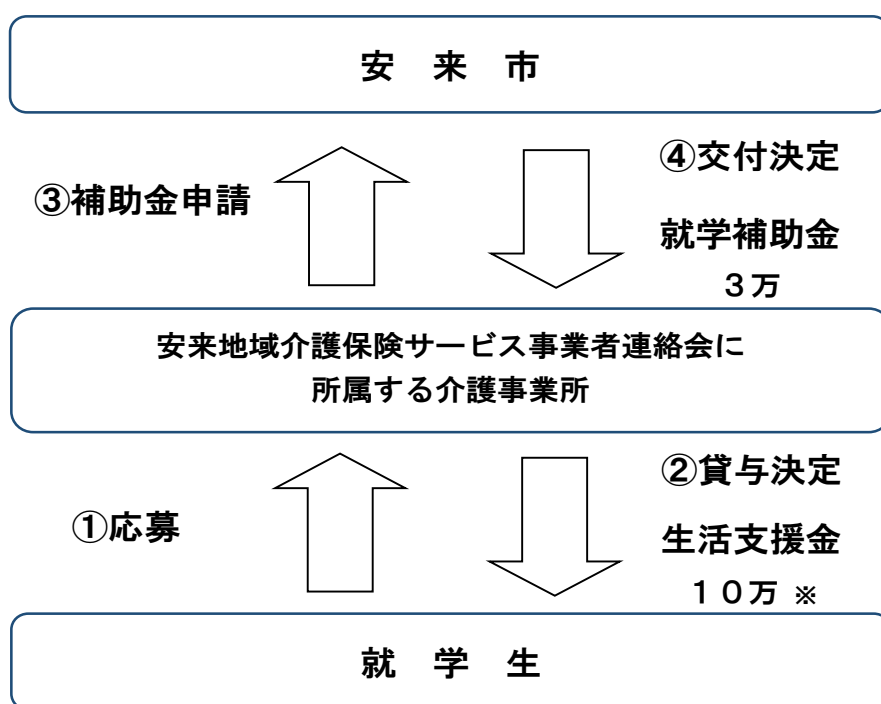 安 来 市
③補助金申請
④交付決定
就学補助金
３万
安来地域介護保険サービス事業者連絡会に
所属する介護事業所
①応募
②貸与決定
生活支援金
１０万 ※
就 学 生